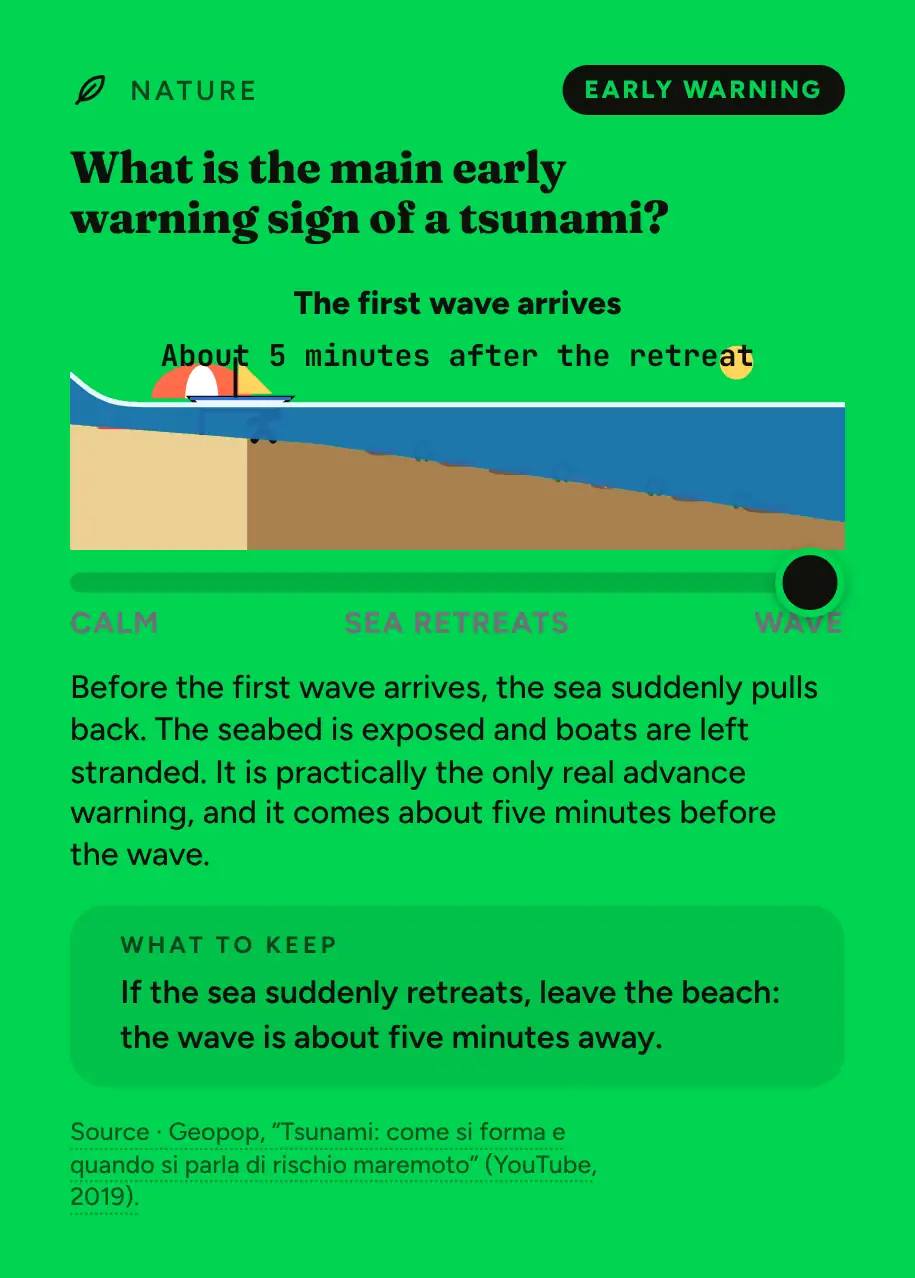 NATURE
EARLY WARNING
What is the main early
warning sign of a tsunami?
The first wave arrives
About 5 minutes after the retreat
CALM
SEA RETREATS
WAVE
Before the first wave arrives, the sea suddenly pulls
back. The seabed is exposed and boats are left
stranded. It is practically the only real advance
warning, and it comes about five minutes before
the wave.
WHAT TO KEEP
If the sea suddenly retreats, leave the beach:
the wave is about five minutes away.
Source · Geopop, “Tsunami: come si forma e
quando si parla di rischio maremoto” (YouTube,
2019).